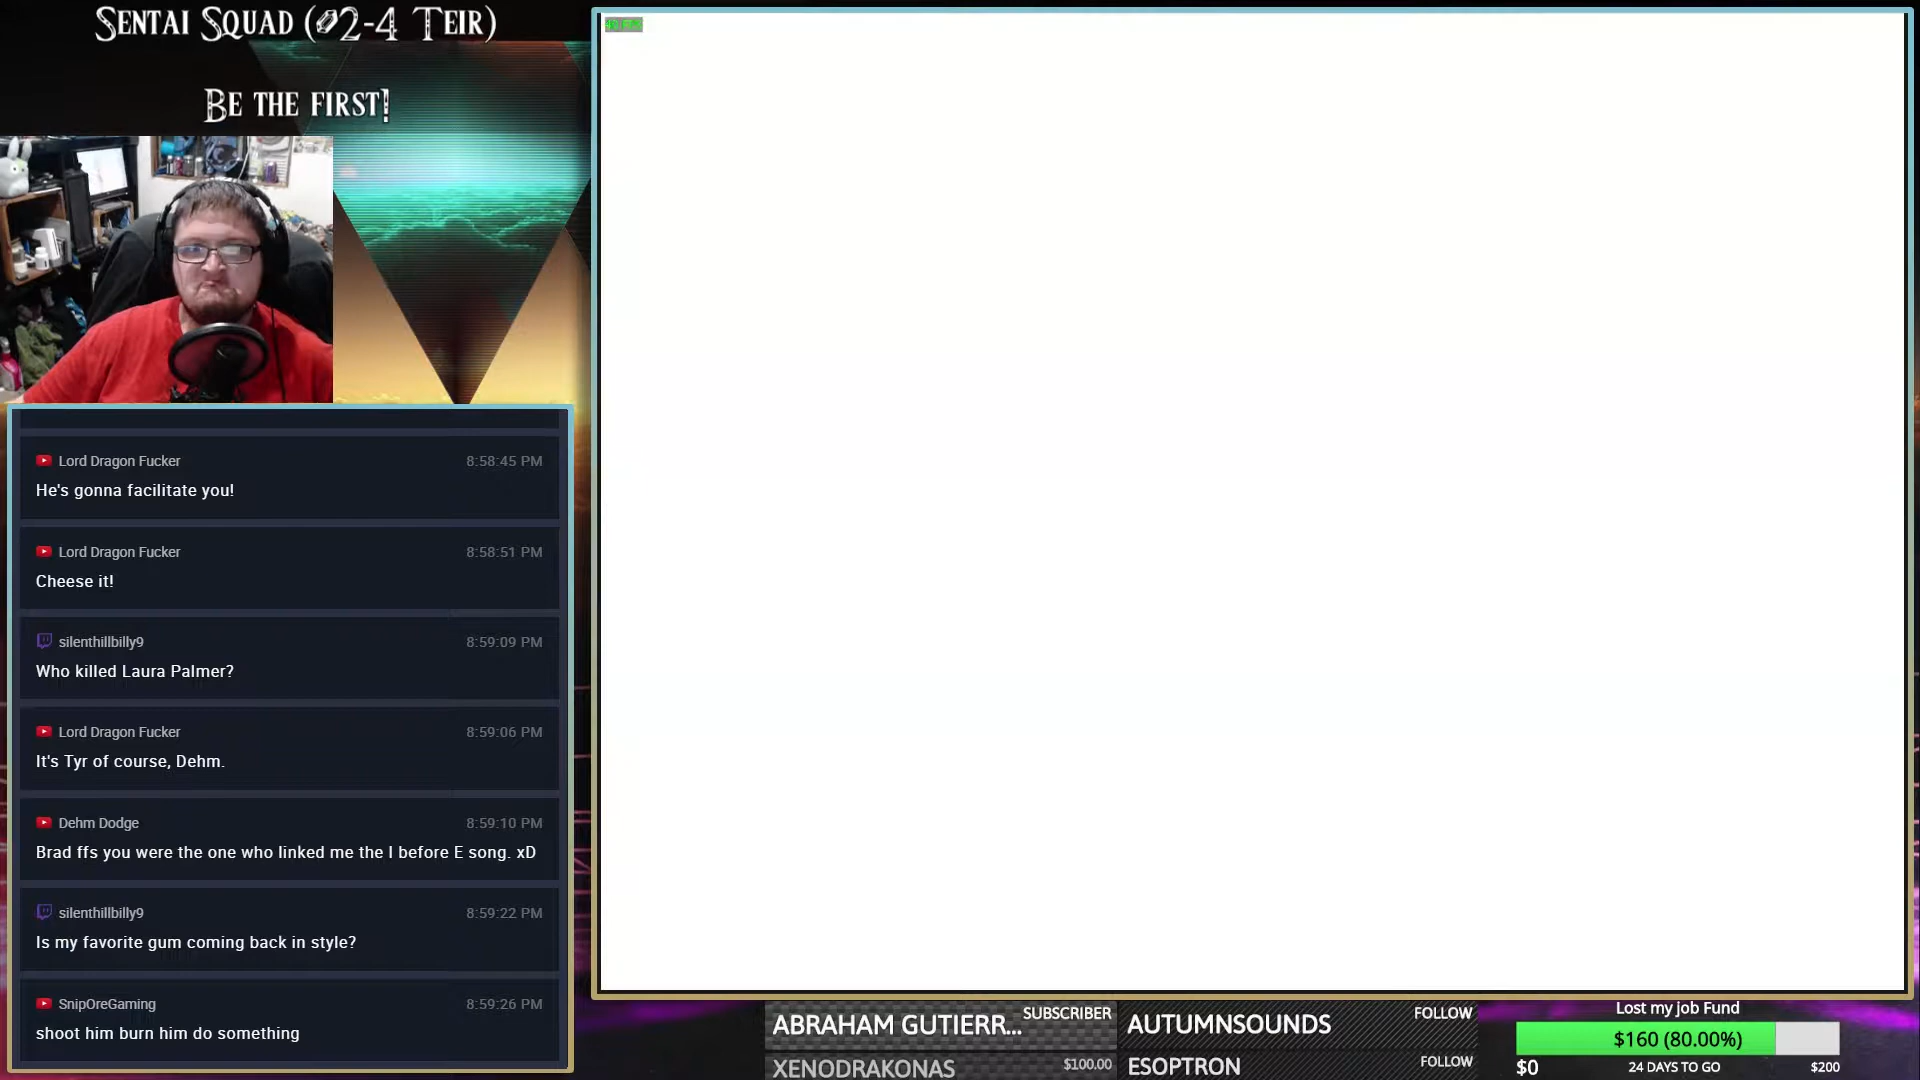 Sentai Squad (#2-4 Teir)
Be the first!
Lord Dragon Fucker 8:58:45 PM
He's gonna facilitate you!
Lord Dragon Fucker 8:58:51 PM
Cheese it!
silenthillbilly9 8:59:09 PM
Who killed Laura Palmer?
Lord Dragon Fucker 8:59:06 PM
It's Tyr of course, Dehm.
Dehm Dodge 8:59:10 PM
Brad ffs you were the one who linked me the I before E song. xD
silenthillbilly9 8:59:22 PM
Is my favorite gum coming back in style?
SnipOreGaming 8:59:26 PM
shoot him burn him do something
ABRAHAM GUTIERR... SUBSCRIBER
XENODRAKONAS $100.00
AUTUMNSOUNDS FOLLOW
ESOPTRON FOLLOW
Lost my job Fund
$160 (80.00%)
$0 24 DAYS TO GO $200